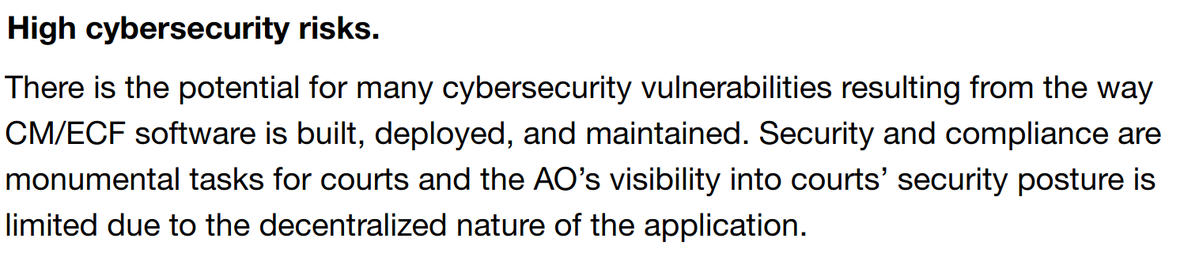 High cybersecurity risks.
There is the potential for many cybersecurity vulnerabilities resulting from the way
CM/ECF software is built, deployed, and maintained. Security and compliance are
monumental tasks for courts and the AO’s visibility into courts’ security posture is
limited due to the decentralized nature of the application.